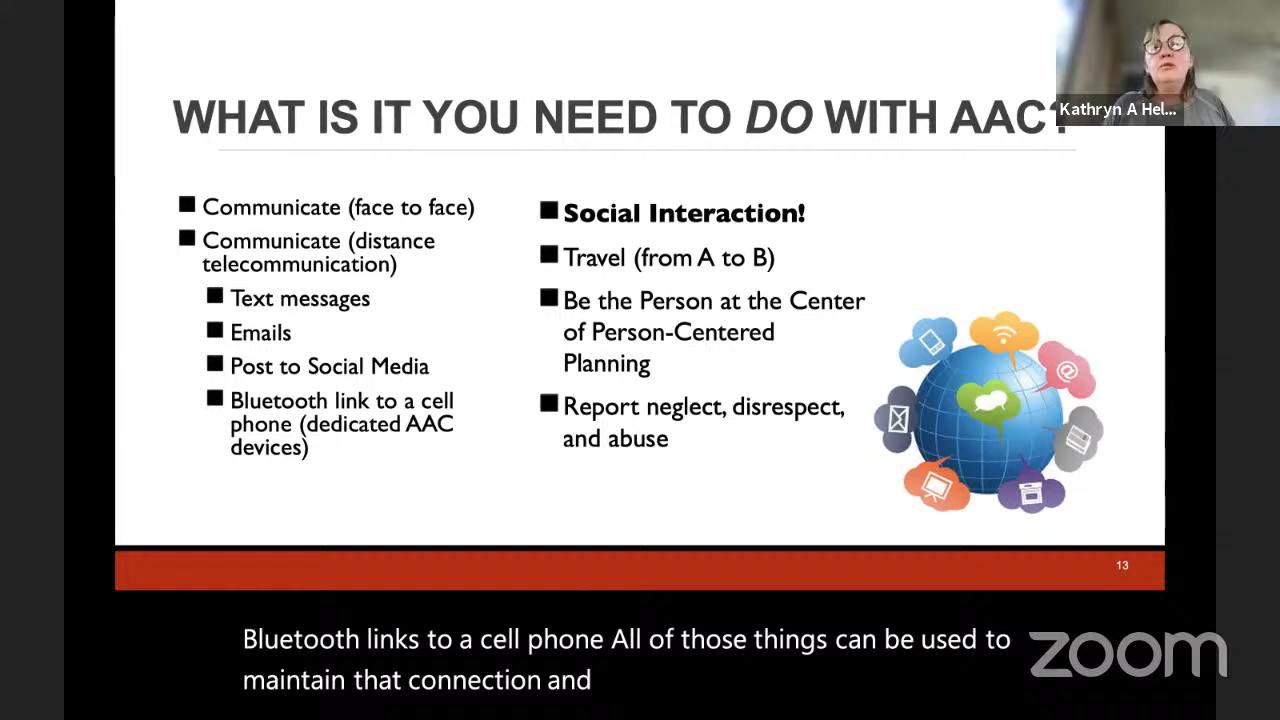 WHAT IS IT YOU NEED TO DO WITH AAC?
Kathryn A Hel...
Communicate (face to face)
Communicate (distance
telecommunication)
Text messages
Emails
Post to Social Media
Bluetooth link to a cell
phone (dedicated AAC
devices)
Social Interaction!
Travel (from A to B)
Be the Person at the Center
of Person-Centered
Planning
Report neglect, disrespect,
and abuse
@
13
Bluetooth links to a cell phone All of those things can be used to
maintain that connection and
zoom